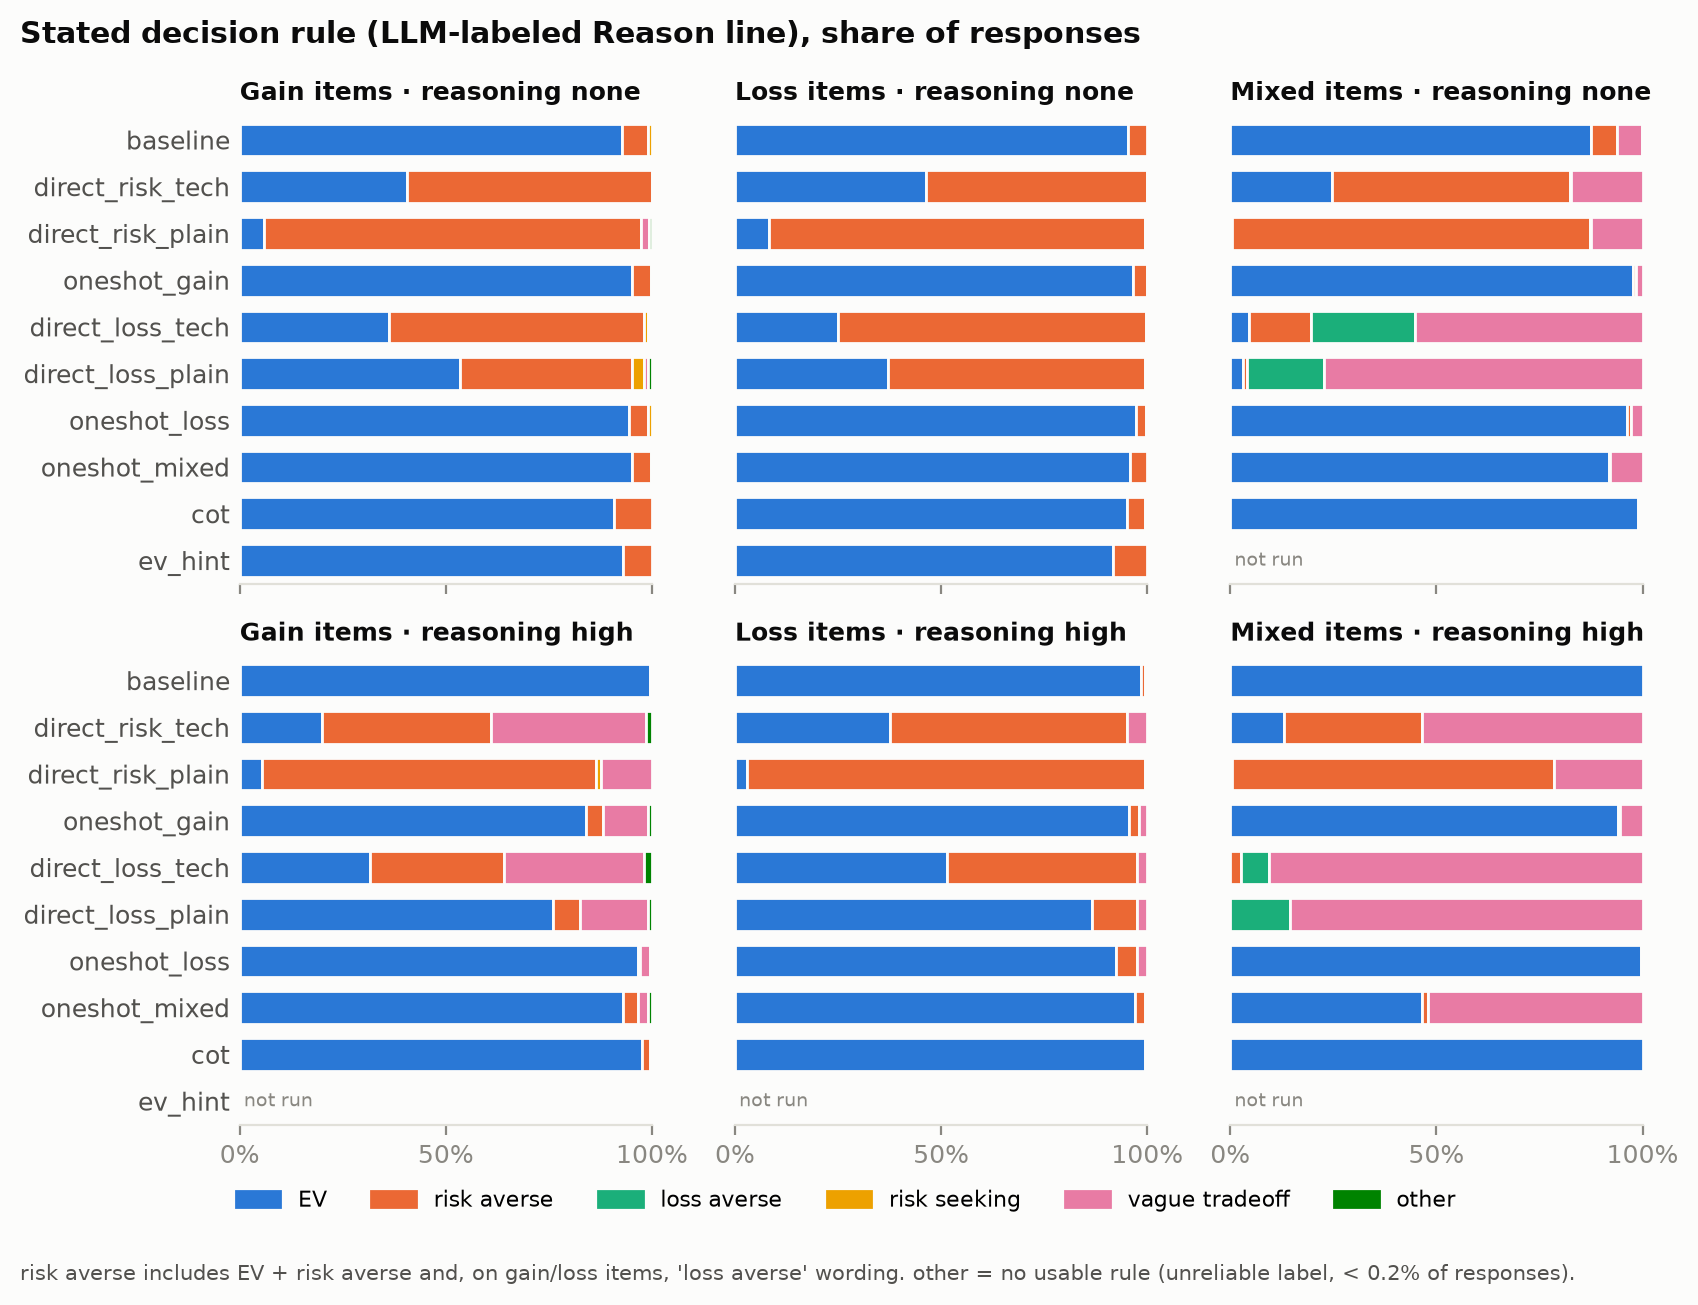 Stated decision rule (LLM-labeled Reason line), share of responses
Gain items · reasoning none
Loss items · reasoning none
Mixed items · reasoning none
baseline
direct_risk_tech
direct_risk_plain
oneshot_gain
direct_loss_tech
direct_loss_plain
oneshot_loss
oneshot_mixed
cot
ev_hint
not run
Gain items · reasoning high
Loss items · reasoning high
Mixed items · reasoning high
baseline
direct_risk_tech
direct_risk_plain
oneshot_gain
direct_loss_tech
direct_loss_plain
oneshot_loss
oneshot_mixed
cot
ev_hint
not run
not run
not run
0% 50% 100%
0% 50% 100%
0% 50% 100%
EV risk averse loss averse risk seeking vague tradeoff other
risk averse includes EV + risk averse and, on gain/loss items, 'loss averse' wording. other = no usable rule (unreliable label, < 0.2% of responses).